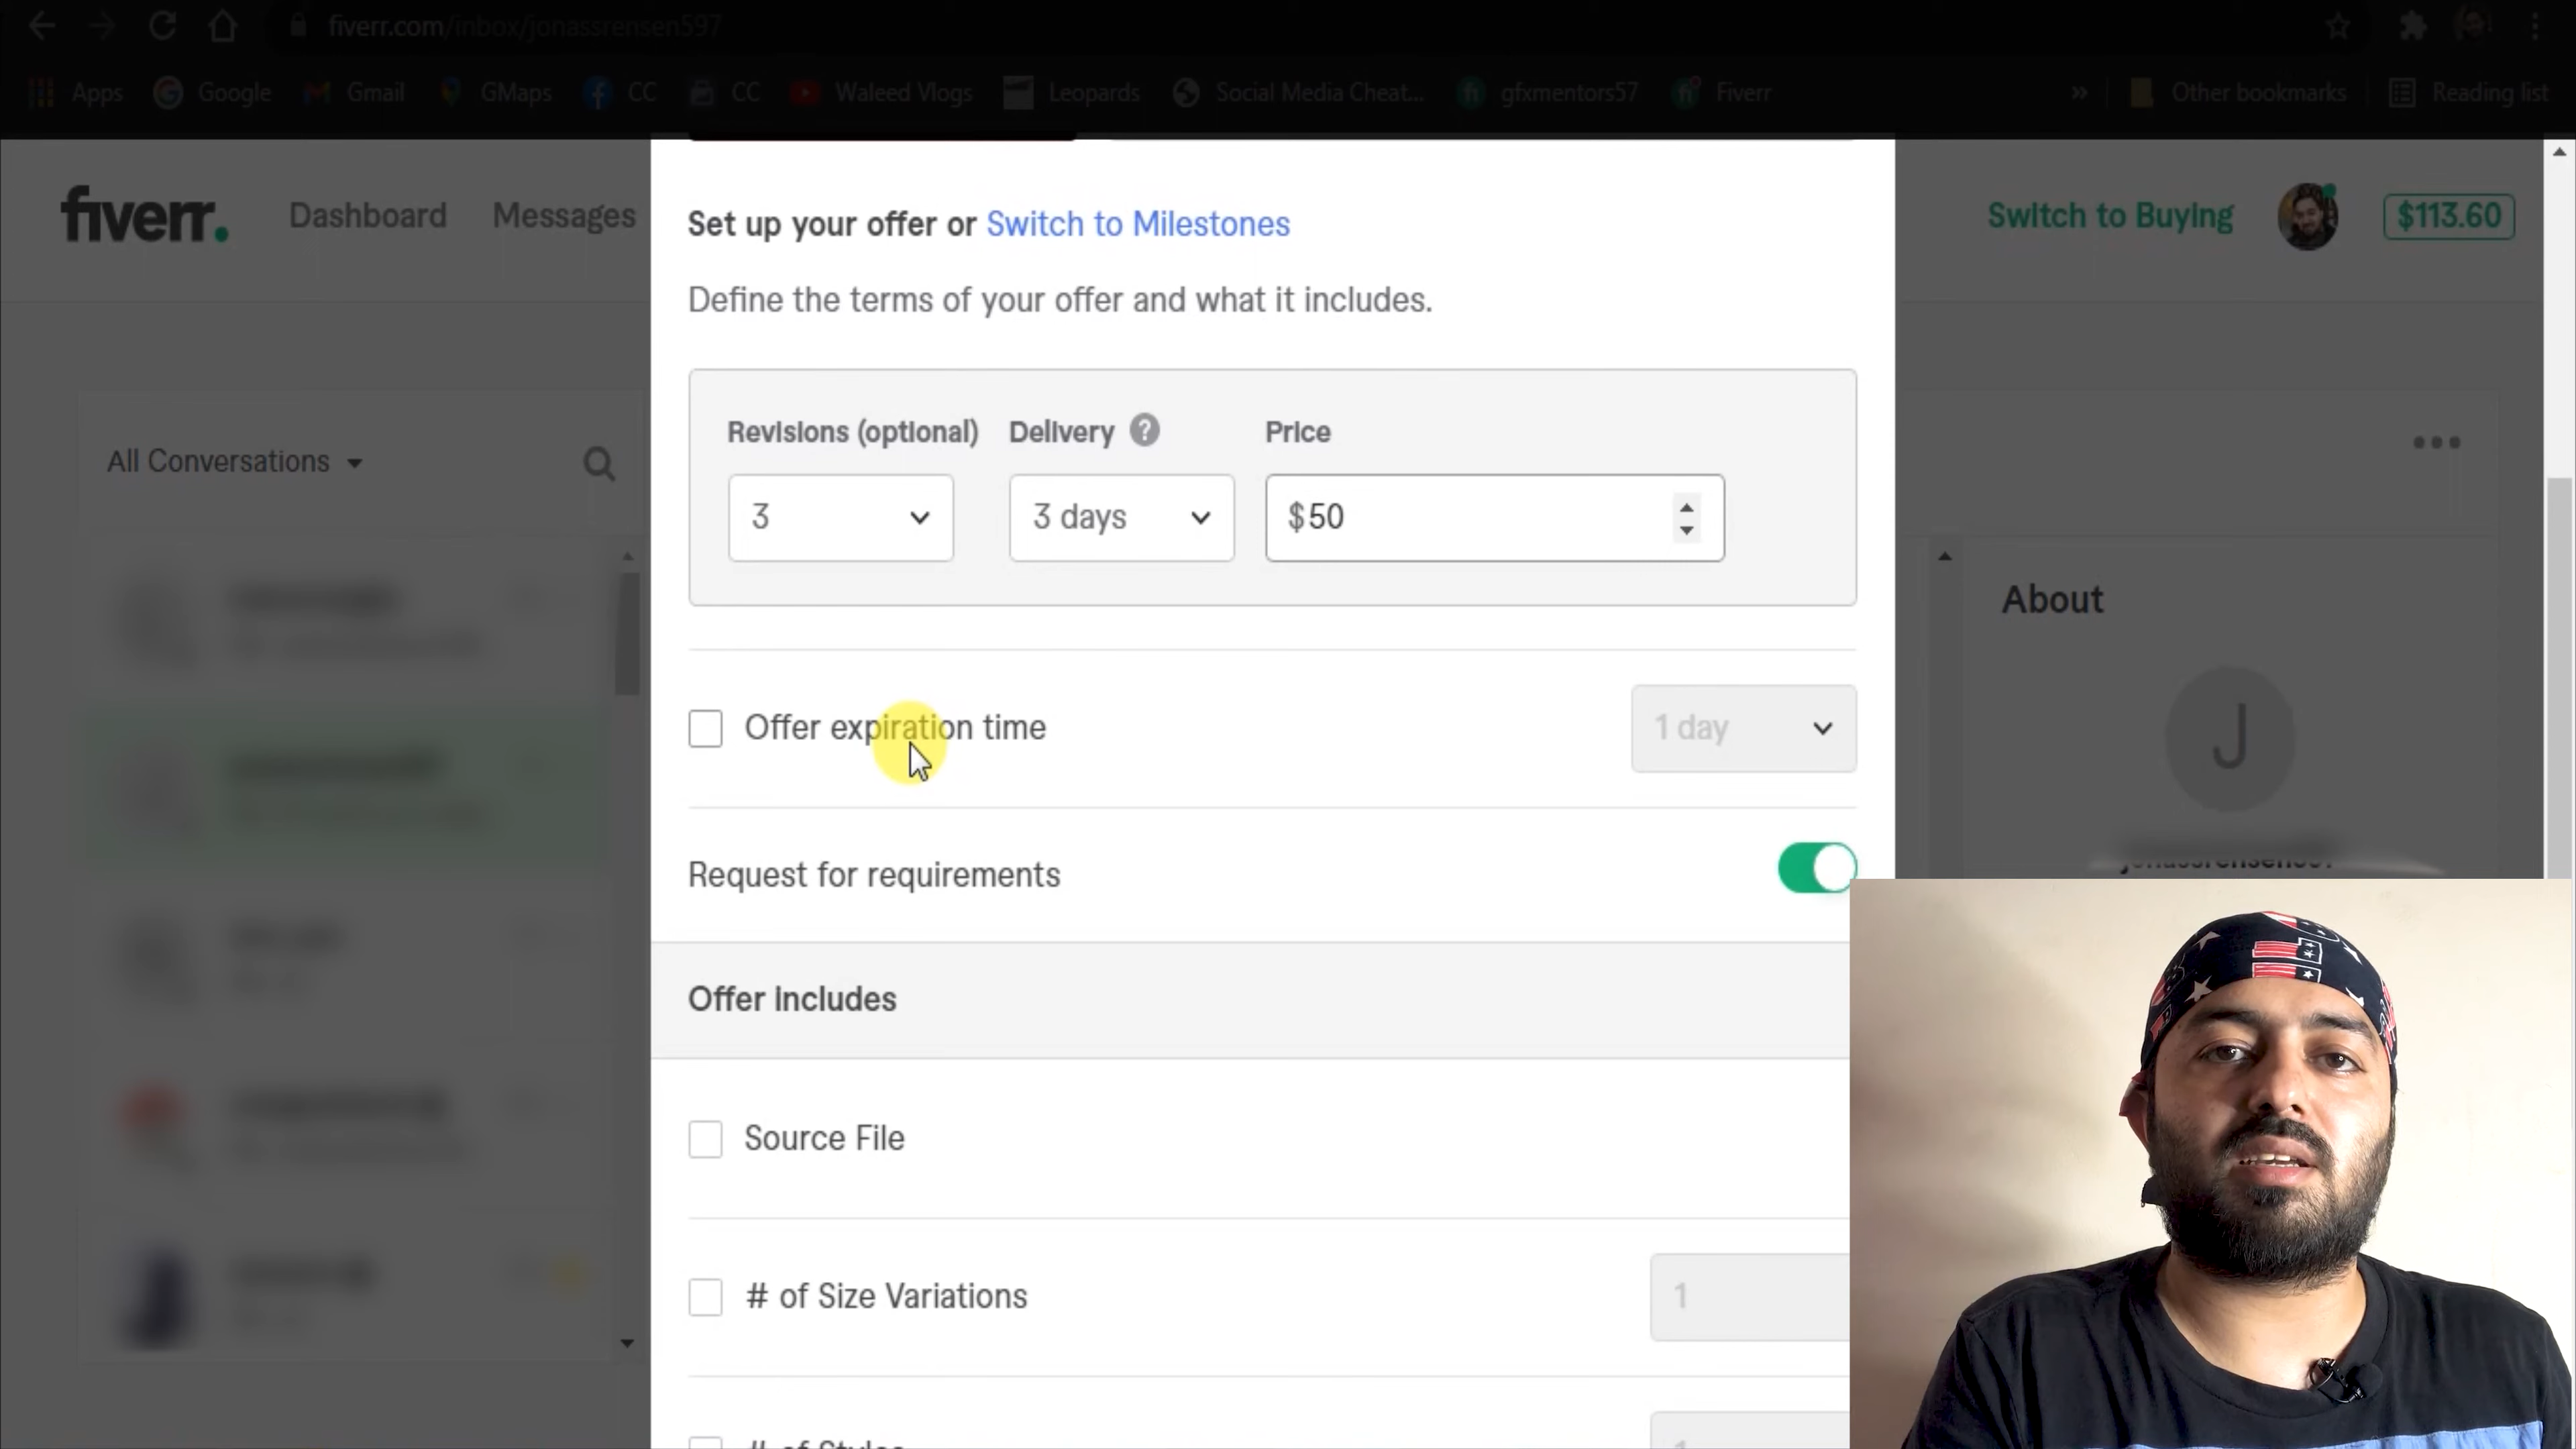 fiverr.com/inbox/jonassrensen597
Apps Google Gmail GMaps CC CC Waleed Vlogs Leopards Social Media Cheat... gfxmentors57 Fiverr » Other bookmarks Reading list
fiverr. Dashboard Messages
Switch to Buying $113.60
Set up your offer or Switch to Milestones
Define the terms of your offer and what it includes.
All Conversations
Revisions (optional) Delivery ? Price
3 3 days $50
About
J
Offer expiration time 1 day
Request for requirements
Offer Includes
Source File
# of Size Variations 1
# of Styles